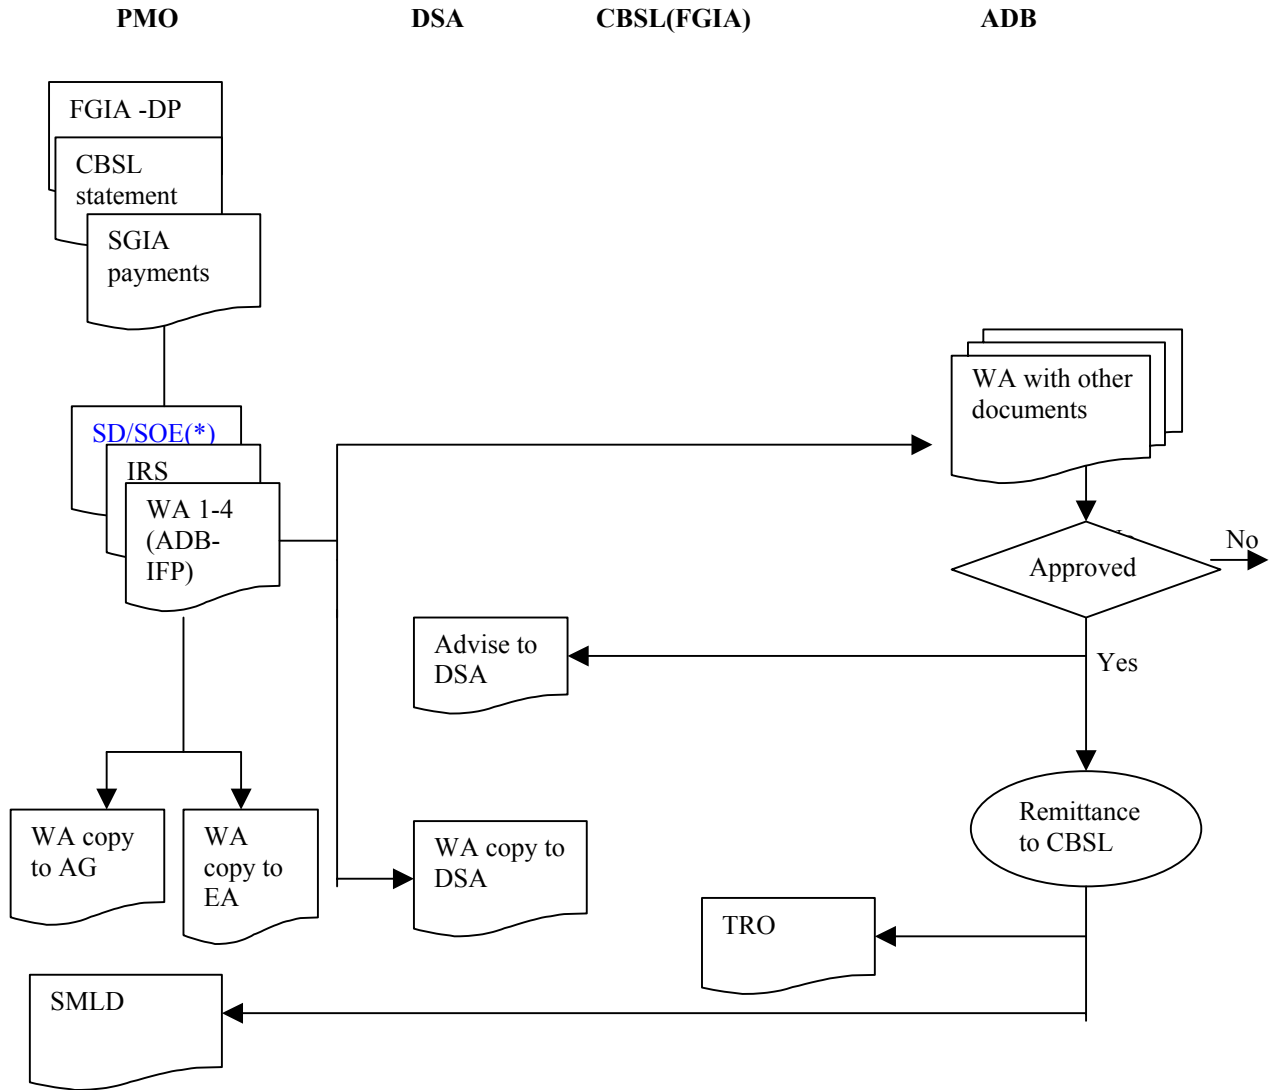 PMO DSA CBSL(FGIA) ADB
FGIA -DP
CBSL
statement
SGIA
payments
WA with other
documents
SD/SOE(*)
IRS
WA 1-4
(ADB-
IFP)
No
Approved
Advise to
DSA
Yes
Remittance
to CBSL
WA copy
to AG
WA
copy to
EA
WA copy to
DSA
TRO
SMLD